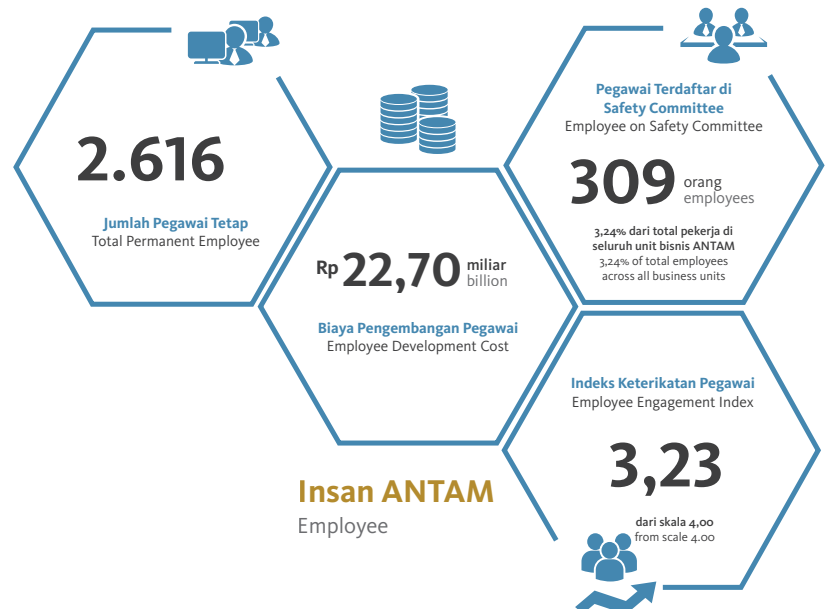 2.616
Jumlah Pegawai Tetap
Total Permanent Employee
Rp 22,70 miliar
billion
Biaya Pengembangan Pegawai
Employee Development Cost
Pegawai Terdaftar di
Safety Committee
Employee on Safety Committee
309 orang
employees
3,24% dari total pekerja di
seluruh unit bisnis ANTAM
3,24% of total employees
across all business units
Indeks Keterikatan Pegawai
Employee Engagement Index
3,23
dari skala 4,00
from scale 4.00
Insan ANTAM
Employee